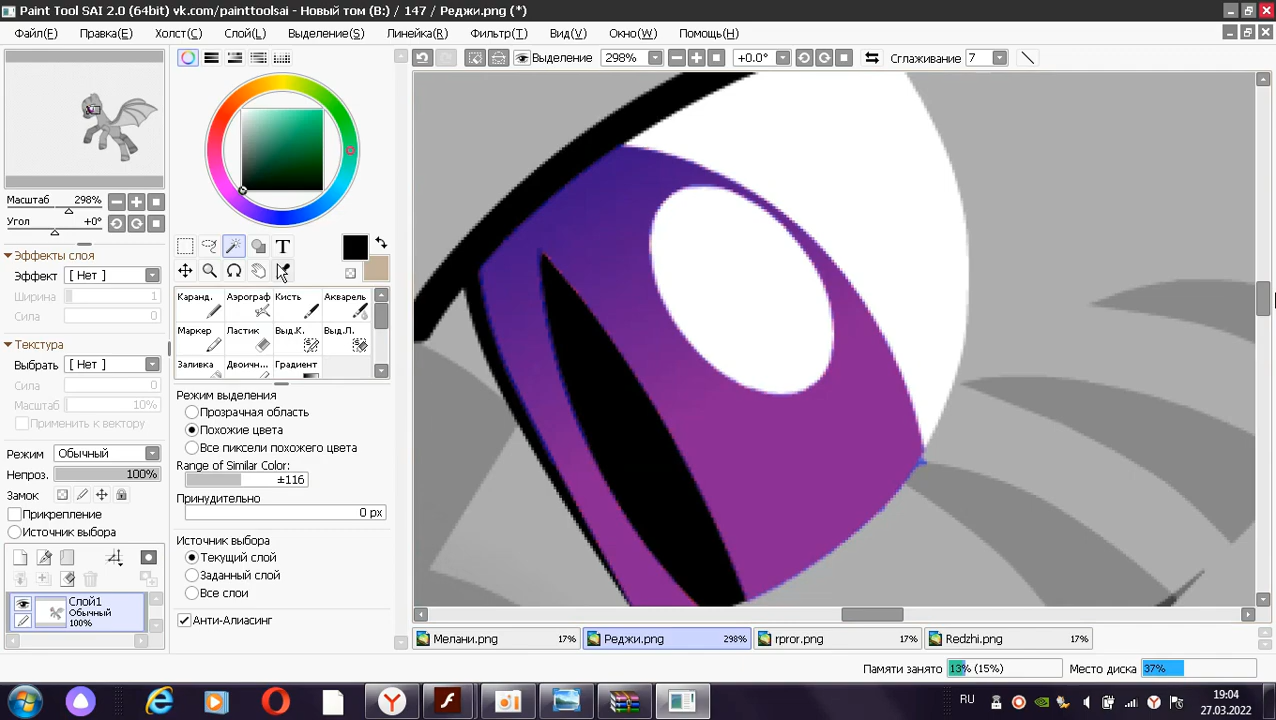 Paint Tool SAI 2.0 (64bit) vk.com/painttoolsai - Новый том (B:) / 147 / Реджи.png (*)
Файл(F) Правка(E) Холст(C) Слой(L) Выделение(S) Линейка(R) Фильтр(T) Вид(V) Окно(W) Помощь(H)
Выделение 298% +0.0° Сглаживание 7
Масштаб 298%
Угол +0°
Эффекты слоя
Эффект [ Нет ]
Ширина 1
Сила 0
Текстура
Выбрать [ Нет ]
Сила 0
Масштаб 10%
Применить к вектору
Режим Обычный
Непроз. 100%
Замок
Прикрепление
Источник выбора
Слой1
Обычный
100%
T
Каранд. Аэрограф Кисть Акварель
Маркер Ластик Выд.К. Выд.Л.
Заливка Двоичн... Градиент
Режим выделения
Прозрачная область
Похожие цвета
Все пиксели похожего цвета
Range of Similar Color:
±116
Принудительно
0 px
Источник выбора
Текущий слой
Заданный слой
Все слои
Анти-Алиасинг
Мелани.png 17% Реджи.png 298% rpror.png 17% Redzhi.png 17%
Памяти занято 13% (15%) Место диска 37%
RU 19:04
27.03.2022